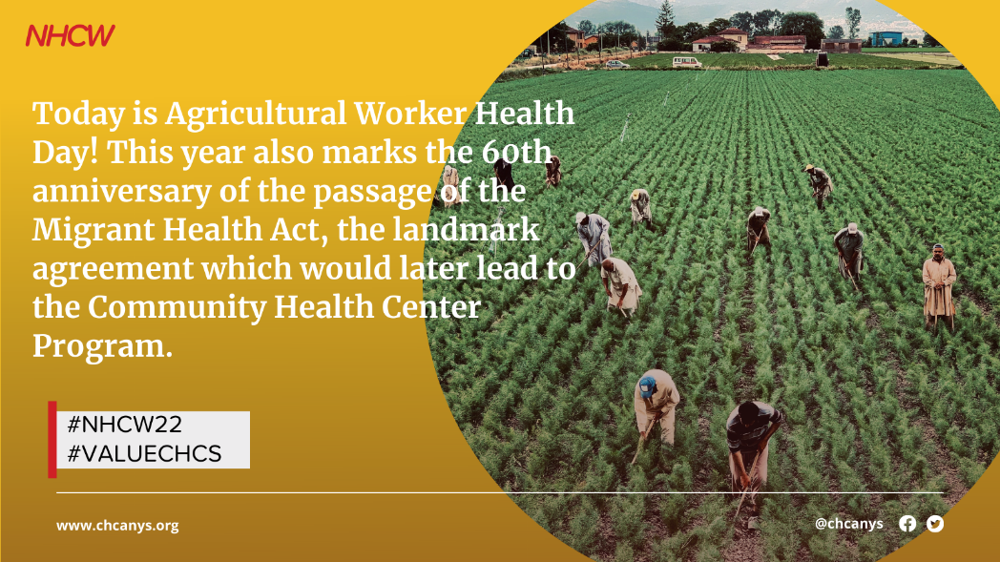 NHCW
Today is Agricultural Worker Health
Day! This year also marks the 60th
anniversary of the passage of the
Migrant Health Act, the landmark
agreement which would later lead to
the Community Health Center
Program.
#NHCW22
#VALUECHCS
www.chcanys.org
@chcanys